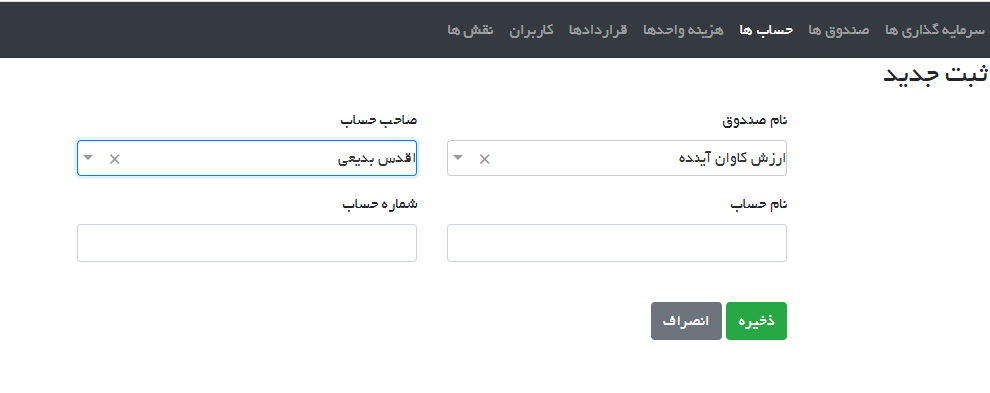 سرمایه گذاری ها صندوق ها حساب ها هزینه واحدها قراردادها کاربران نقش ها
ثبت جدید
نام صندوق صاحب حساب
ارزش کاوان آینده × اقدس بدیعی ×
نام حساب شماره حساب
ذخیره انصراف